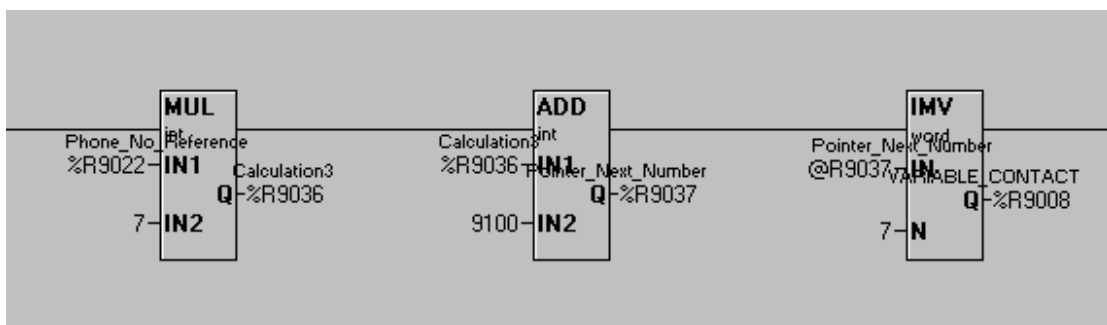 MUL
int
Phone_No_Reference
%R9022 IN1
Calculation3
Q %R9036
7 IN2
ADD
int
Calculation3
%R9036 IN1
Pointer_Next_Number
Q %R9037
9100 IN2
IMV
word
Pointer_Next_Number
@R9037 IN
VARIABLE_CONTACT
Q %R9008
7 N